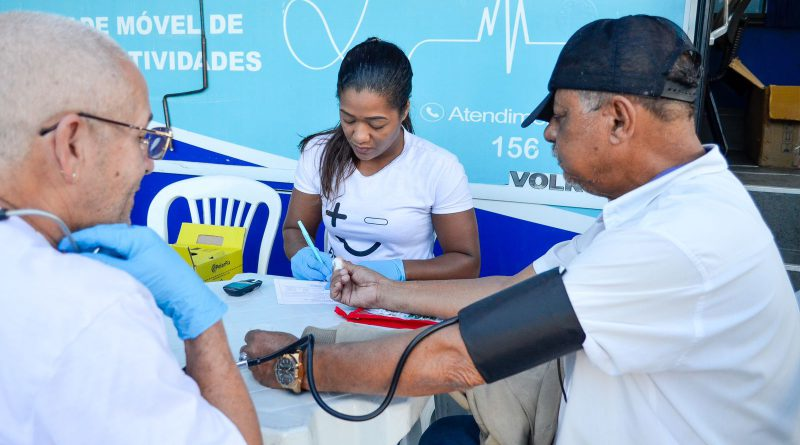 DE MÓVEL DE
TIVIDADES
Atendim
156
VOLK